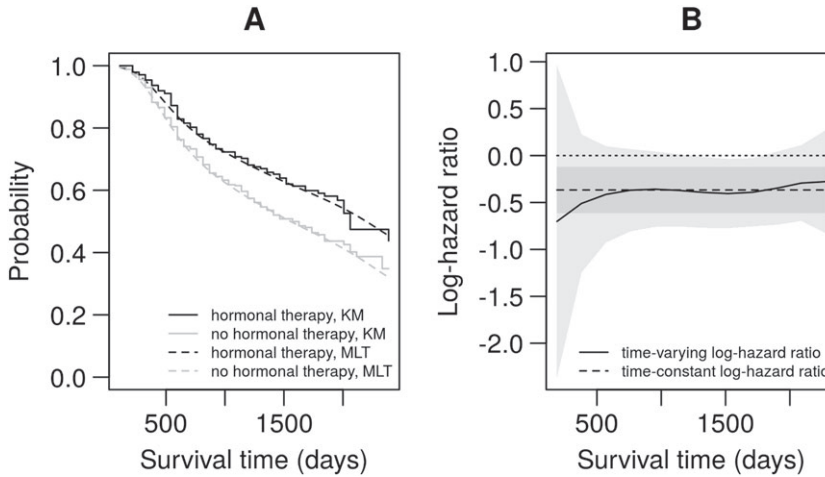 A
Probability
1.0
0.8
0.6
0.4
0.2
0.0
hormonal therapy, KM
no hormonal therapy, KM
hormonal therapy, MLT
no hormonal therapy, MLT
500
1500
Survival time (days)
B
Log-hazard ratio
1.0
0.5
0.0
-0.5
-1.0
-1.5
-2.0
time-varying log-hazard ratio
time-constant log-hazard ratio
500
1500
Survival time (days)